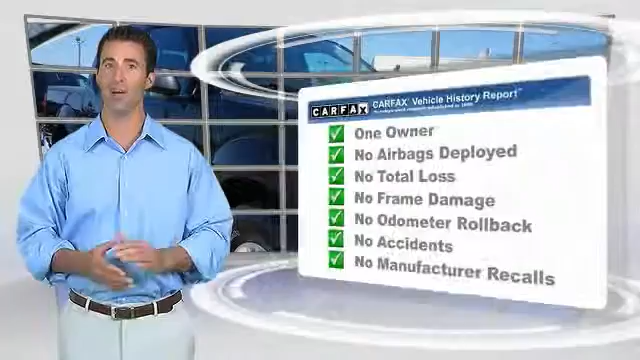 CARFAX CARFAX Vehicle History Report™
One Owner
No Airbags Deployed
No Total Loss
No Frame Damage
No Odometer Rollback
No Accidents
No Manufacturer Recalls